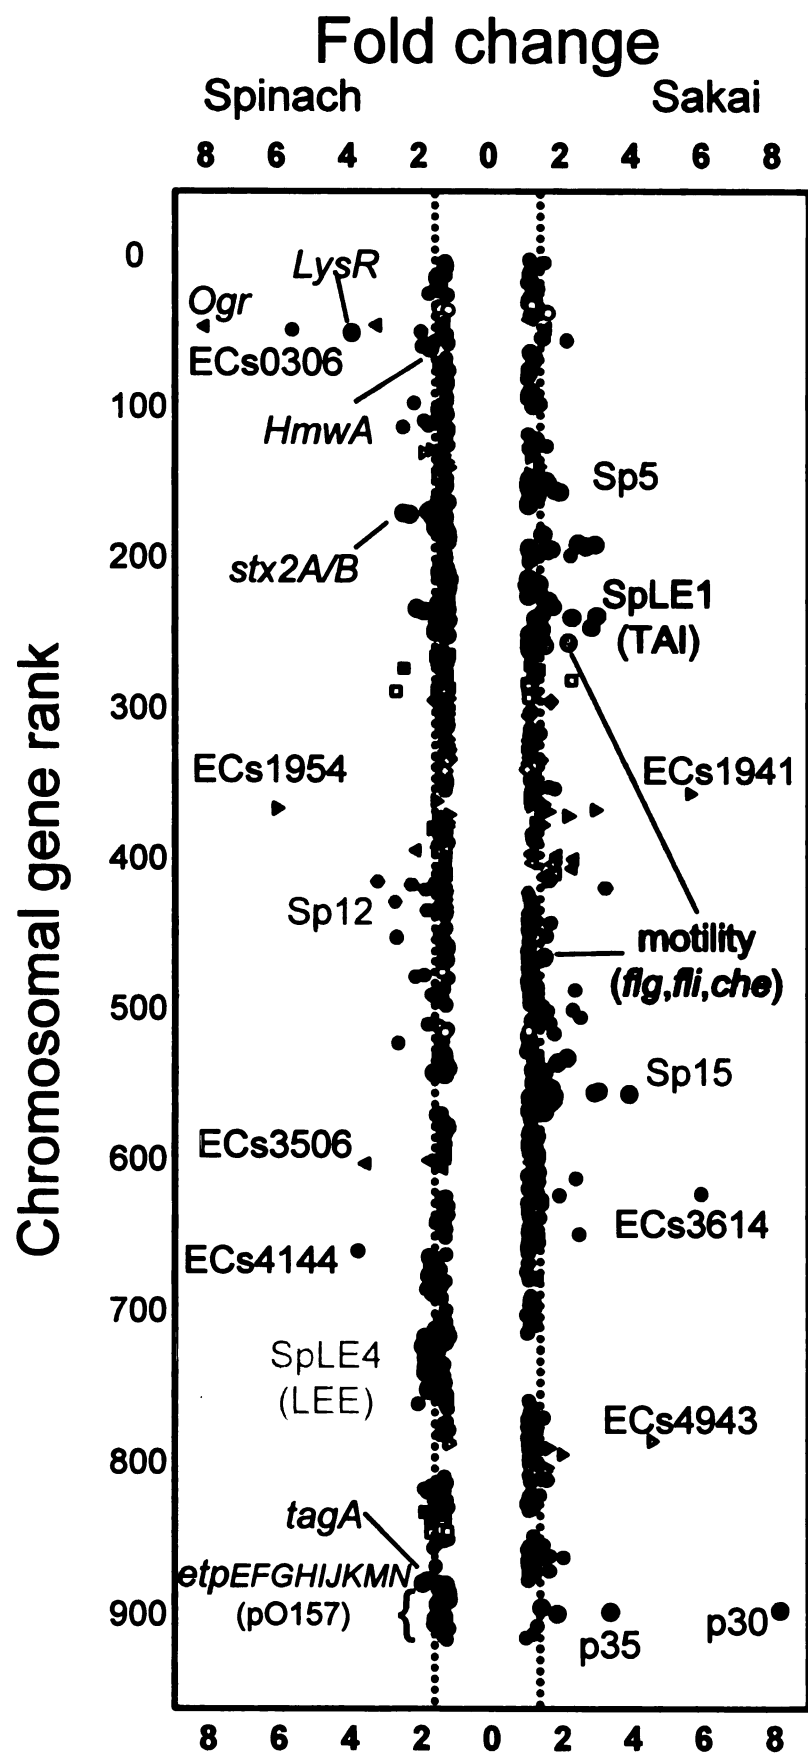 Fold change
Spinach Sakai
8 6 4 2 0 2 4 6 8
0
LysR
Ogr
ECs0306
100
HmwA
Sp5
200
stx2A/B
SpLE1
(TAI)
300
ECs1954
ECs1941
400
Sp12
motility
(flg,fli,che)
500
Sp15
ECs3506
600
ECs3614
ECs4144
700
SpLE4
(LEE)
ECs4943
800
tagA
etpEFGHIJKMN
(pO157)
{
900
p30
p35
Chromosomal gene rank
8 6 4 2 0 2 4 6 8